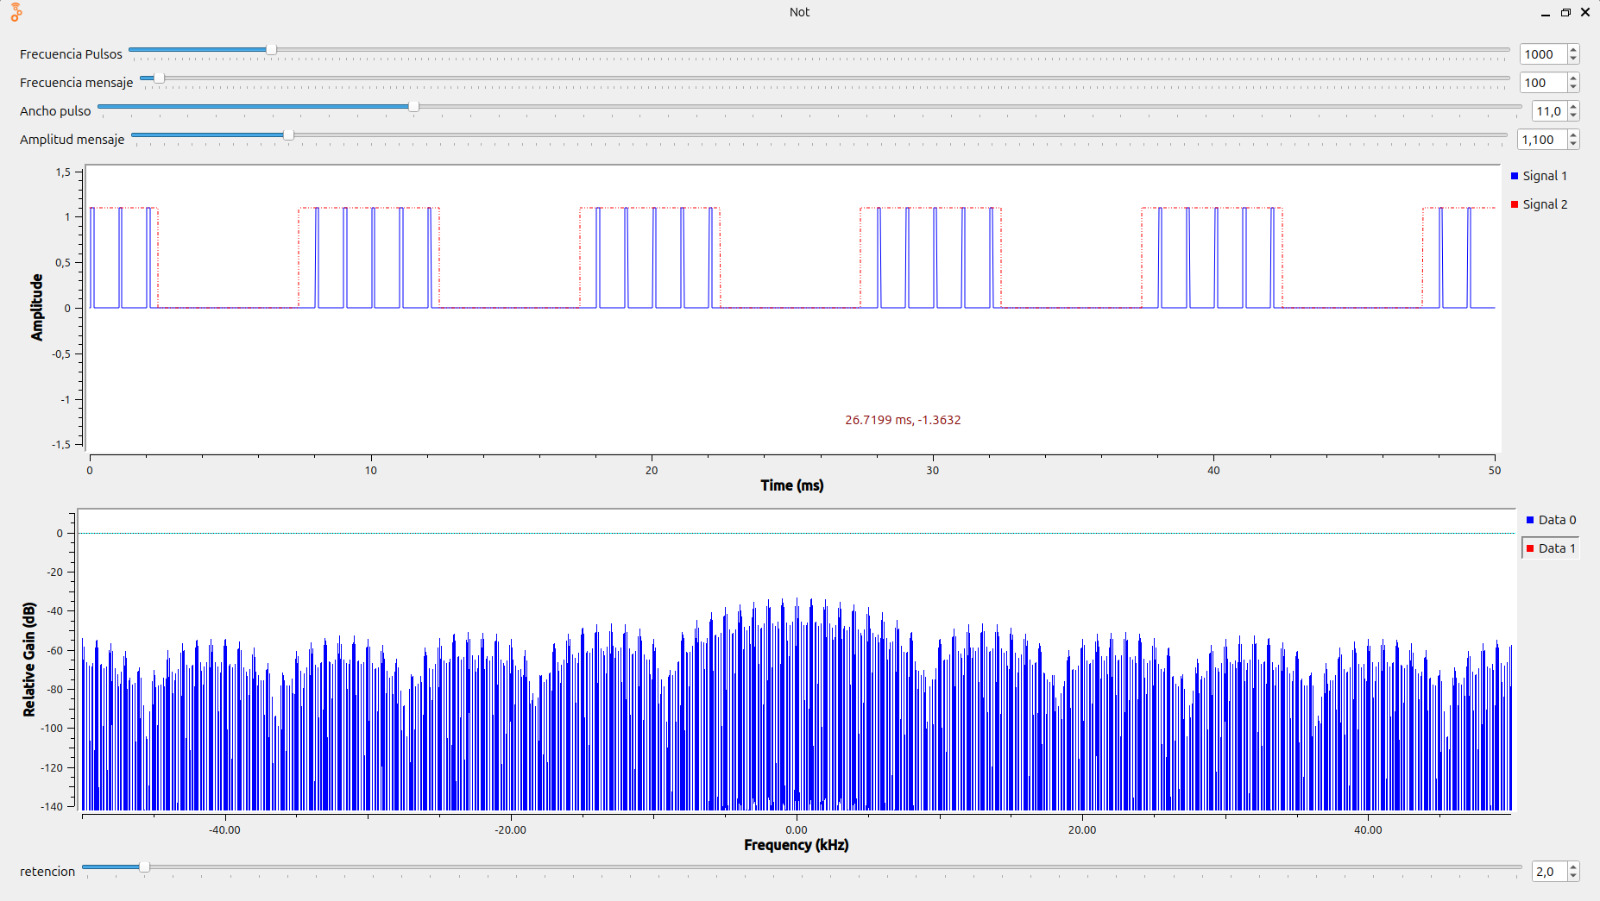 Not
Frecuencia Pulsos 1000
Frecuencia mensaje 100
Ancho pulso 11,0
Amplitud mensaje 1,100
1,5
1
0,5
0
-0,5
-1
-1,5
Amplitude
Signal 1
Signal 2
26.7199 ms, -1.3632
0 10 20 30 40 50
Time (ms)
0
-20
-40
-60
-80
-100
-120
-140
Relative Gain (dB)
Data 0
Data 1
-40.00 -20.00 0.00 20.00 40.00
Frequency (kHz)
retencion 2,0